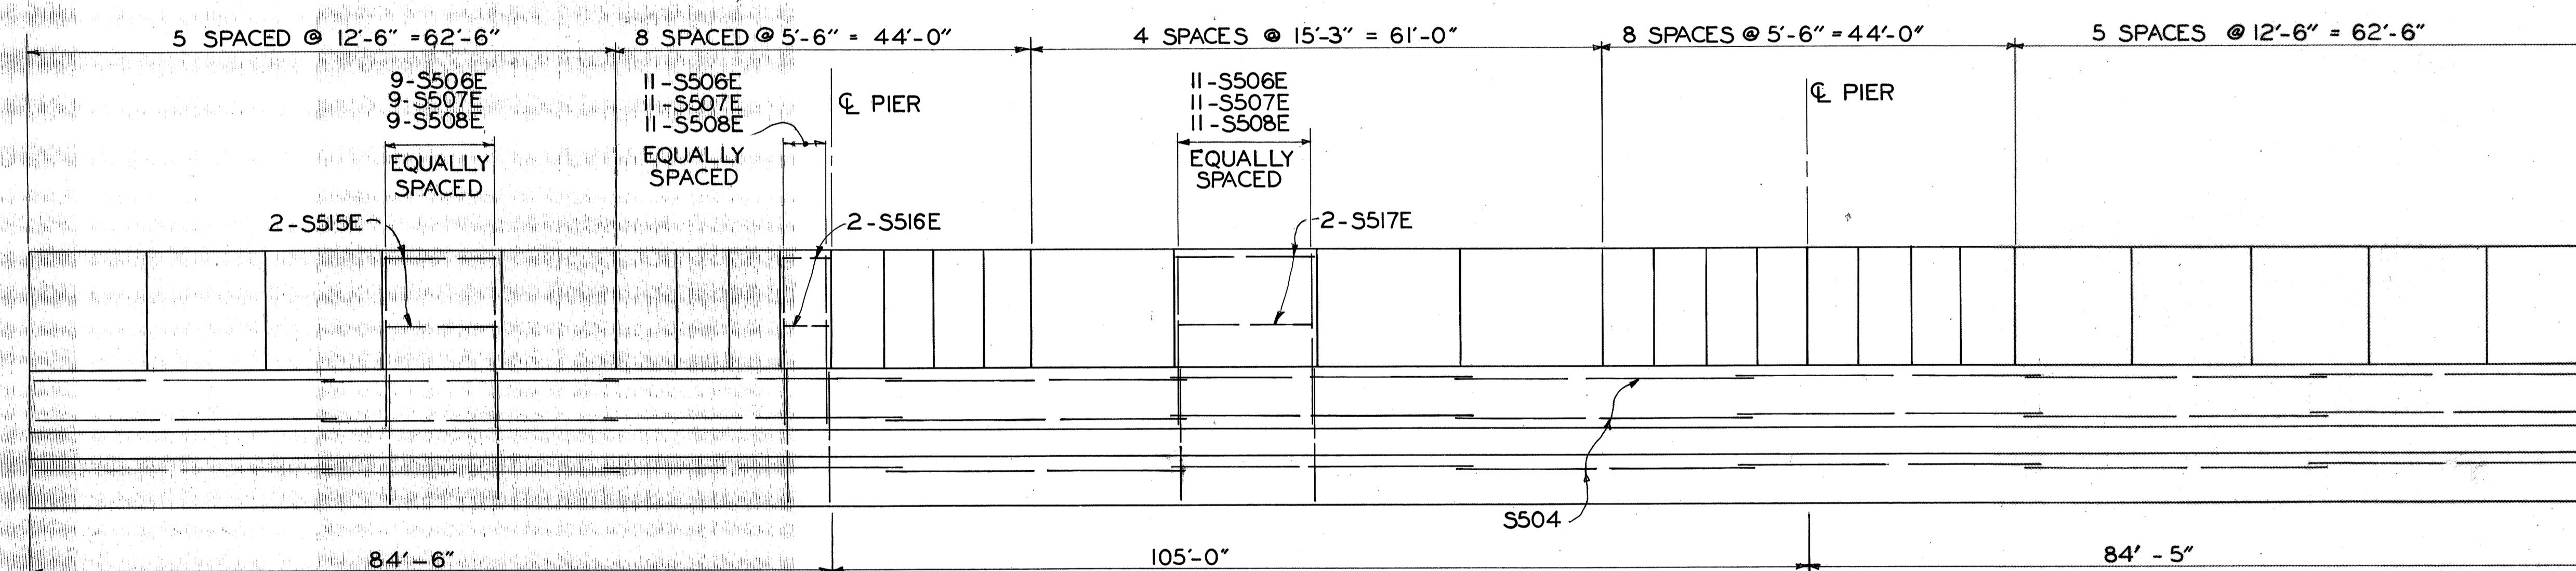 5 SPACED @ 12'-6" = 62'-6"
8 SPACED @ 5'-6" = 44'-0"
4 SPACES @ 15'-3" = 61'-0"
8 SPACES @ 5'-6" = 44'-0"
5 SPACES @ 12'-6" = 62'-6"
9-S506E
9-S507E
9-S508E
EQUALLY
SPACED
11-S506E
11-S507E
11-S508E
EQUALLY
SPACED
℄ PIER
11-S506E
11-S507E
11-S508E
EQUALLY
SPACED
℄ PIER
2-S515E
2-S516E
2-S517E
S504
84'-6"
105'-0"
84'-5"